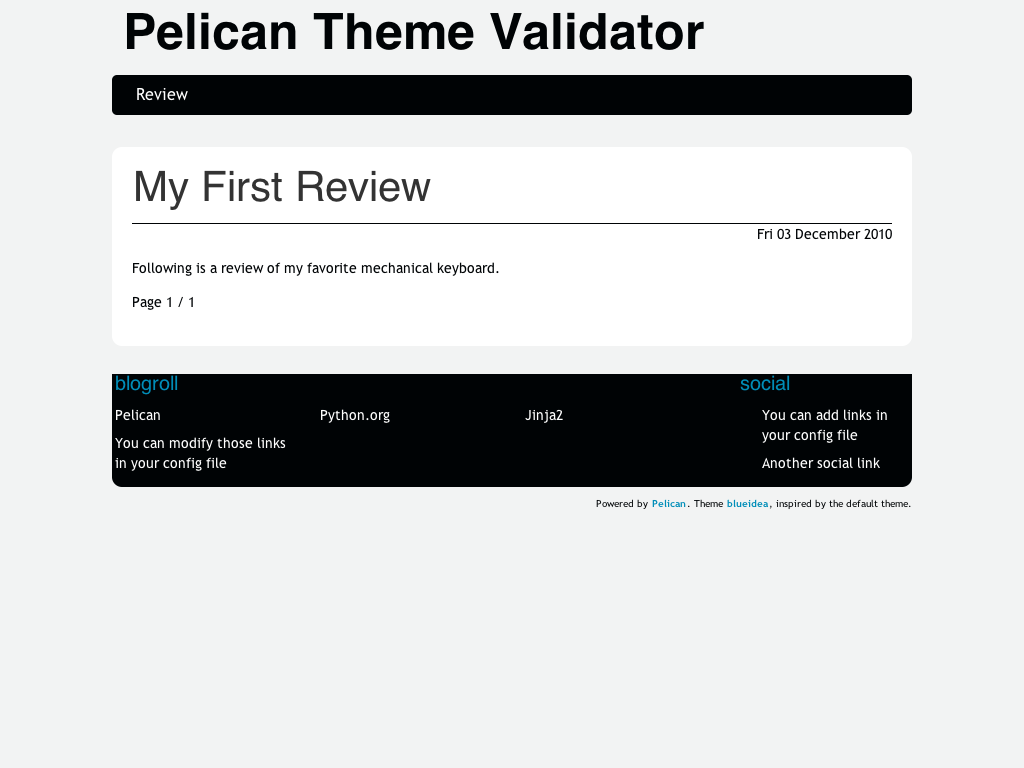 Pelican Theme Validator
Review
My First Review
Fri 03 December 2010
Following is a review of my favorite mechanical keyboard.
Page 1 / 1
blogroll
Pelican
Python.org
Jinja2
You can modify those links
in your config file
social
You can add links in
your config file
Another social link
Powered by Pelican. Theme blueidea, inspired by the default theme.